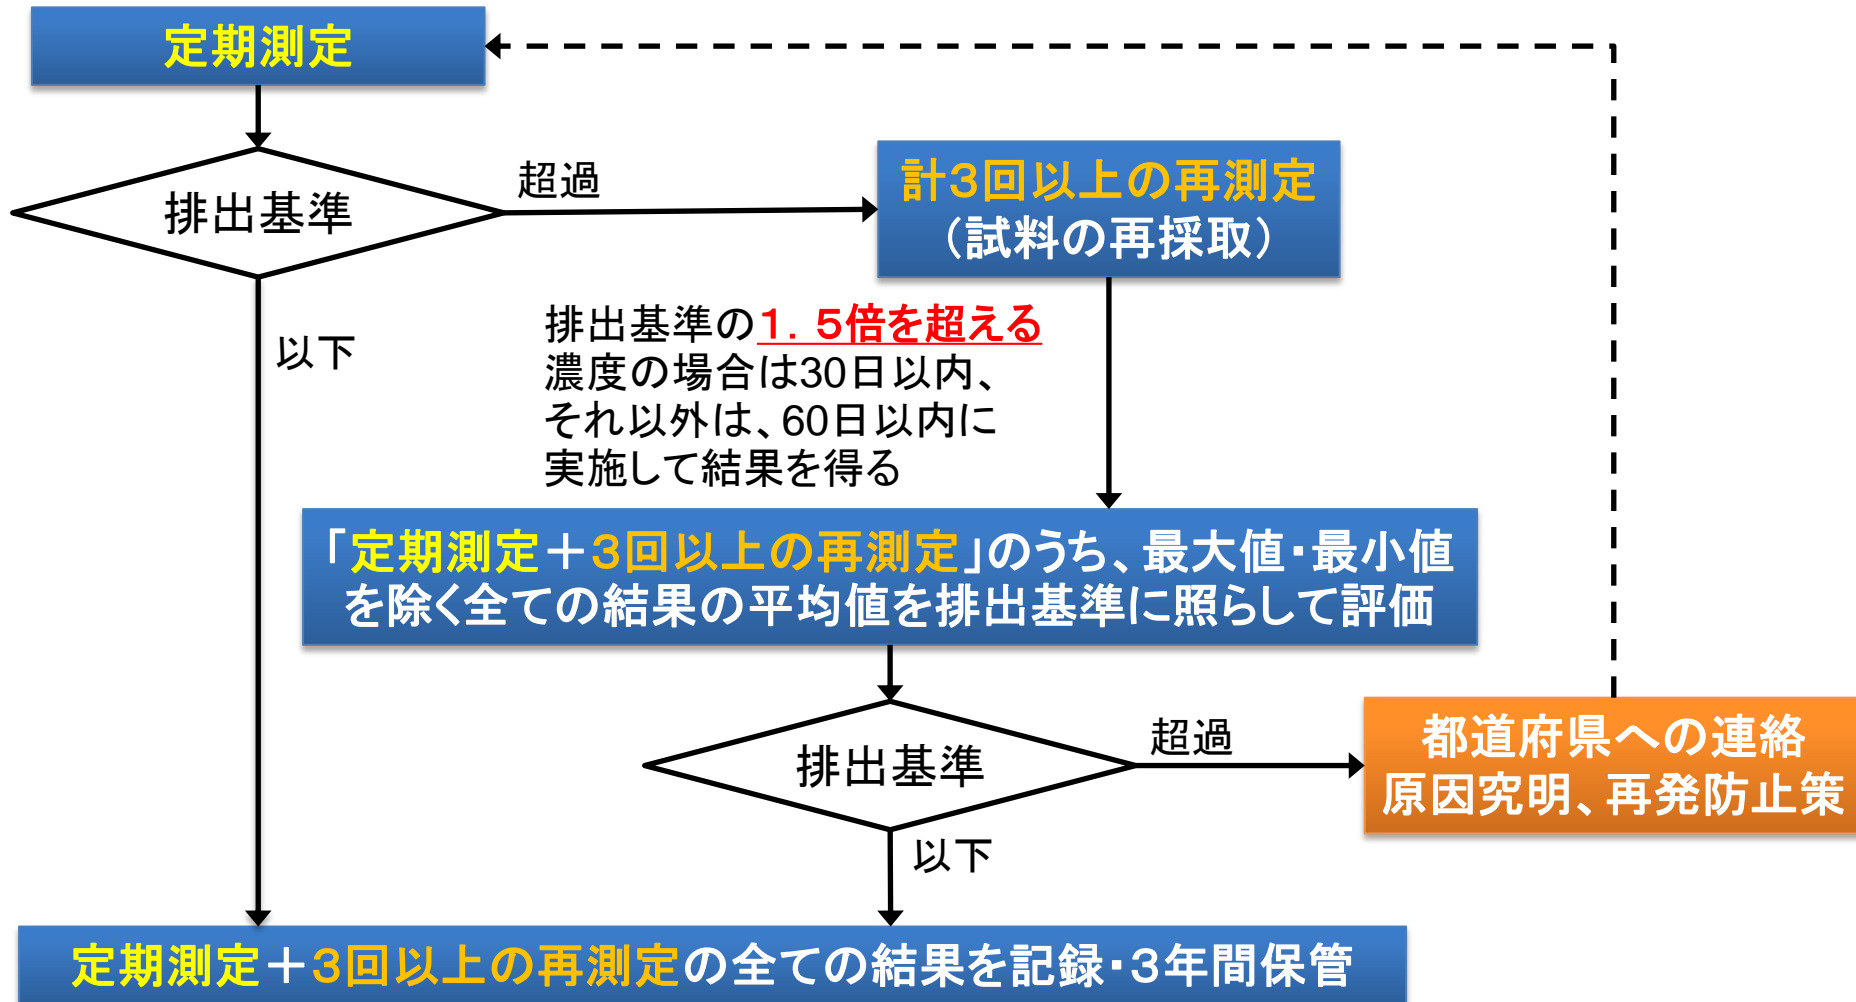 定期測定
排出基準
超過
計3回以上の再測定
（試料の再採取）
以下
排出基準の１．５倍を超える
濃度の場合は30日以内、
それ以外は、60日以内に
実施して結果を得る
「定期測定＋3回以上の再測定」のうち、最大値・最小値
を除く全ての結果の平均値を排出基準に照らして評価
排出基準
超過
都道府県への連絡
原因究明、再発防止策
以下
定期測定＋3回以上の再測定の全ての結果を記録・3年間保管